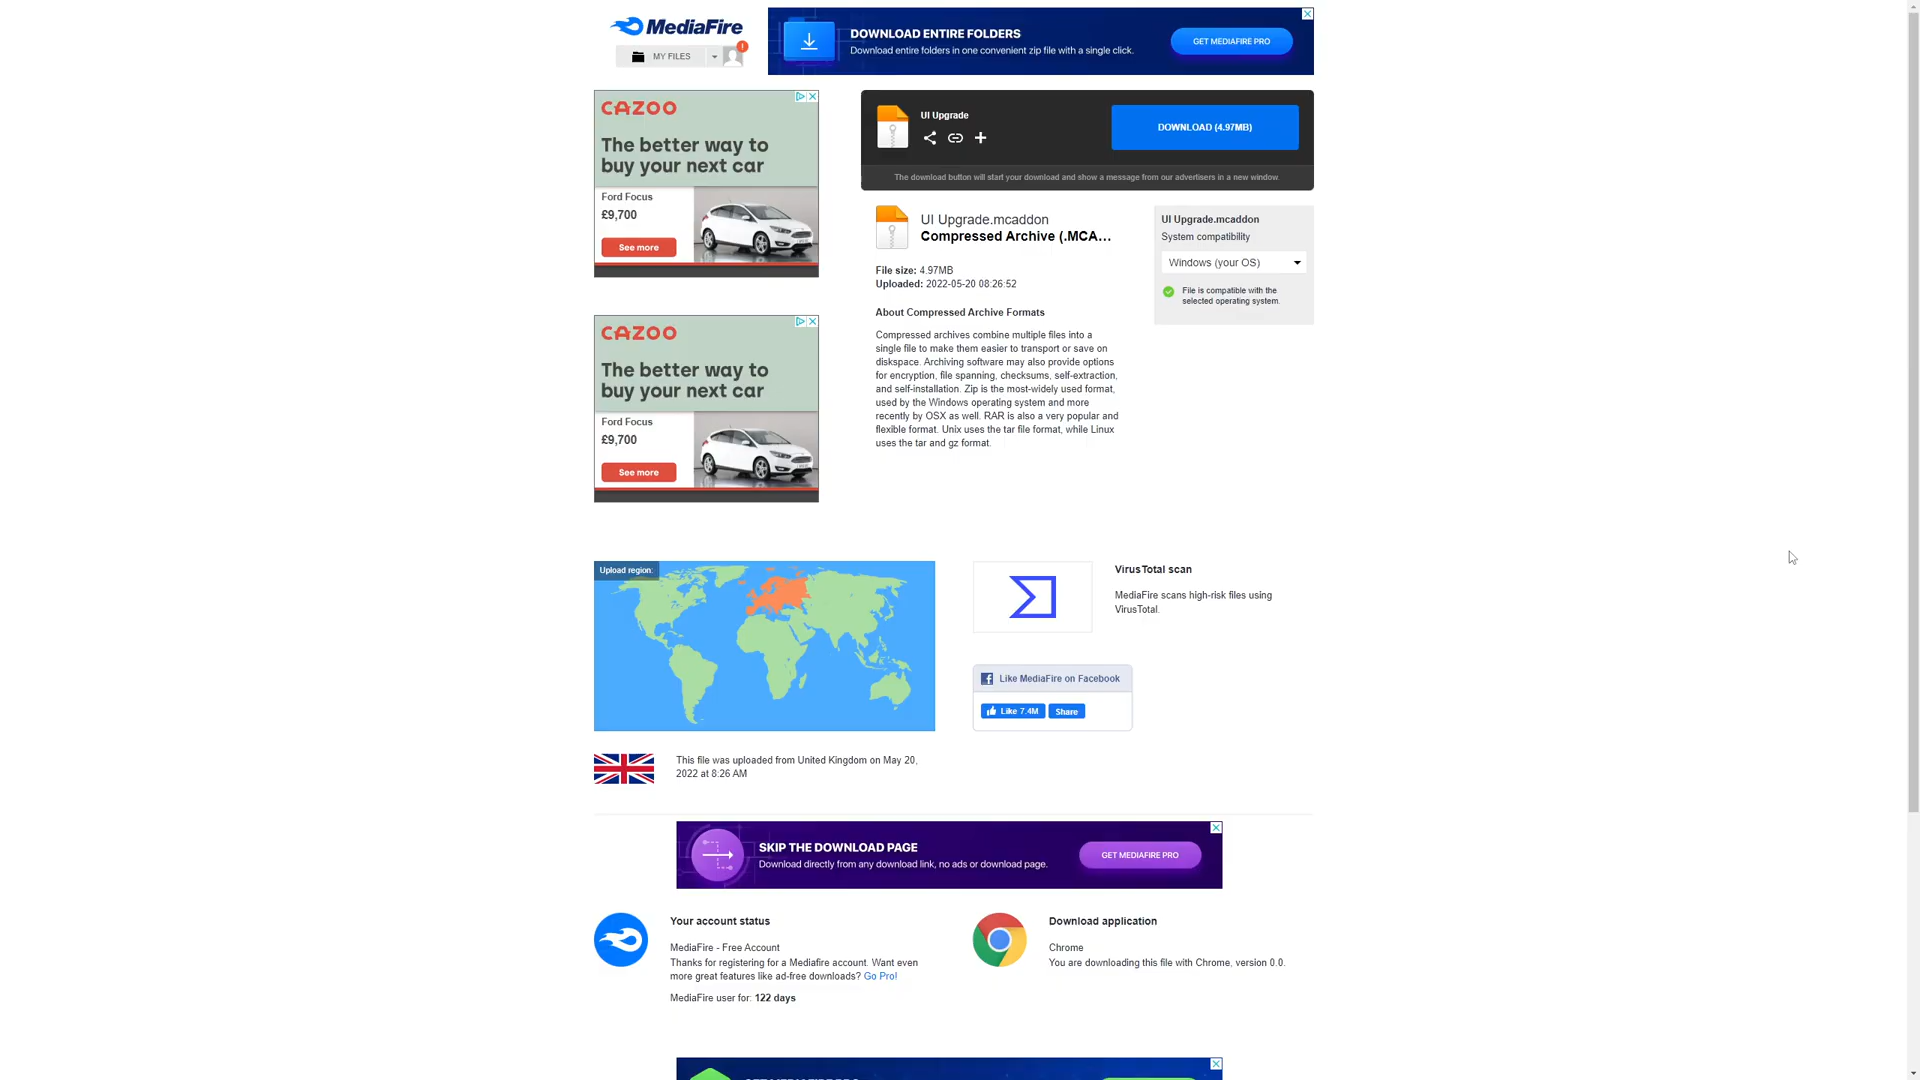 MediaFire
DOWNLOAD ENTIRE FOLDERS
Download entire folders in one convenient zip file with a single click.
GET MEDIAFIRE PRO
MY FILES
CAZOO
The better way to
buy your next car
Ford Focus
£9,700
See more
UI Upgrade
DOWNLOAD (4.97MB)
The download button will start your download and show a message from our advertisers in a new window.
UI Upgrade.mcaddon
Compressed Archive (.MCA...
File size: 4.97MB
Uploaded: 2022-05-20 08:26:52
About Compressed Archive Formats
Compressed archives combine multiple files into a
single file to make them easier to transport or save on
diskspace. Archiving software may also provide options
for encryption, file spanning, checksums, self-extraction,
and self-installation. Zip is the most-widely used format,
used by the Windows operating system and more
recently by OSX as well. RAR is also a very popular and
flexible format. Unix uses the tar file format, while Linux
uses the tar and gz format.
UI Upgrade.mcaddon
System compatibility
Windows (your OS)
File is compatible with the
selected operating system.
CAZOO
The better way to
buy your next car
Ford Focus
£9,700
See more
Upload region:
VirusTotal scan
MediaFire scans high-risk files using
VirusTotal.
Like MediaFire on Facebook
Like 7.4M
Share
This file was uploaded from United Kingdom on May 20,
2022 at 8:26 AM
SKIP THE DOWNLOAD PAGE
Download directly from any download link, no ads or download page.
GET MEDIAFIRE PRO
Your account status
MediaFire - Free Account
Thanks for registering for a Mediafire account. Want even
more great features like ad-free downloads? Go Pro!
MediaFire user for: 122 days
Download application
Chrome
You are downloading this file with Chrome, version 0.0.